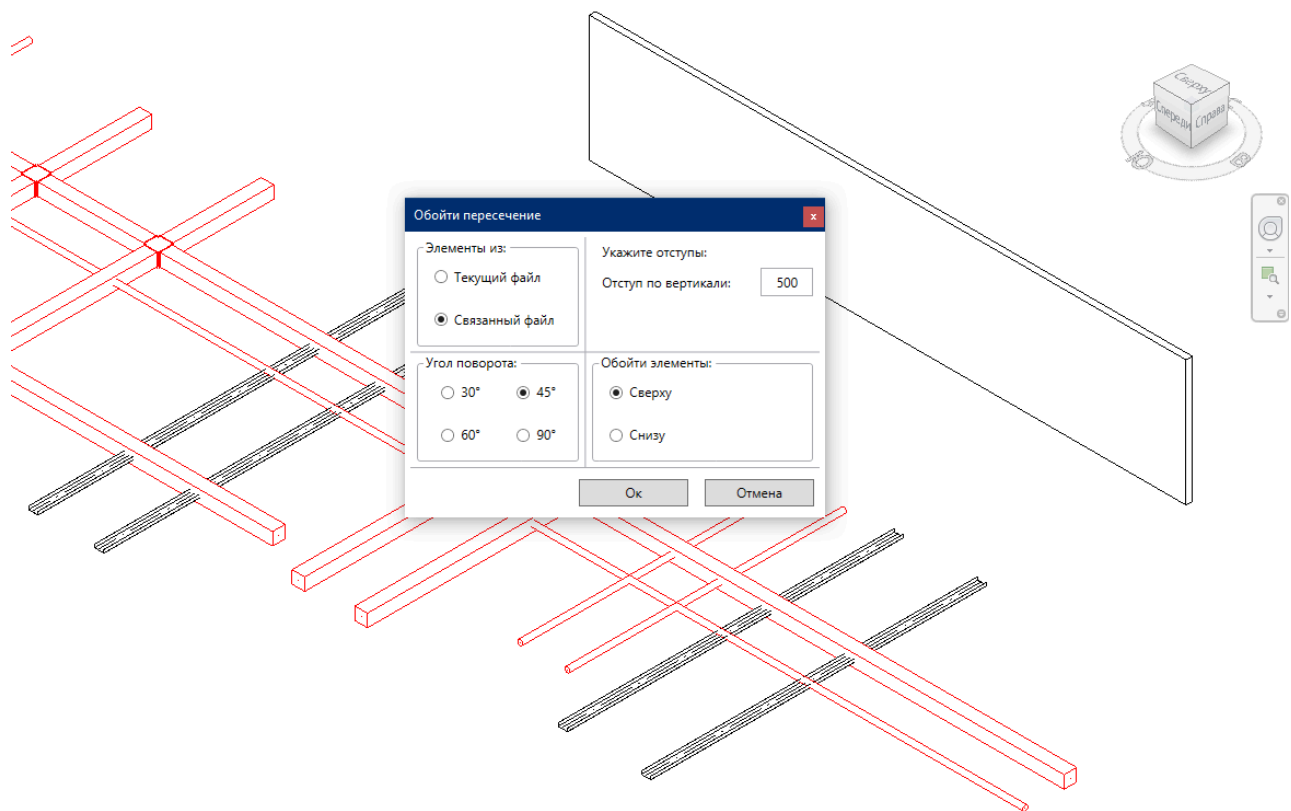 Сверху
Спереди
Справа
Ю
Обойти пересечение
x
Элементы из:
Текущий файл
Связанный файл
Укажите отступы:
Отступ по вертикали: 500
Угол поворота:
30° 45°
60° 90°
Обойти элементы:
Сверху
Снизу
Ок Отмена